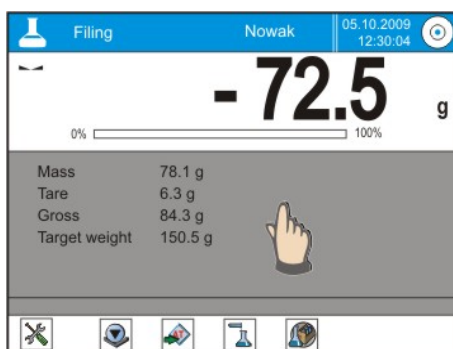 Filing Nowak 05.10.2009
12:30:04
- 72.5 g
0% 100%
Mass 78.1 g
Tare 6.3 g
Gross 84.3 g
Target weight 150.5 g
AT